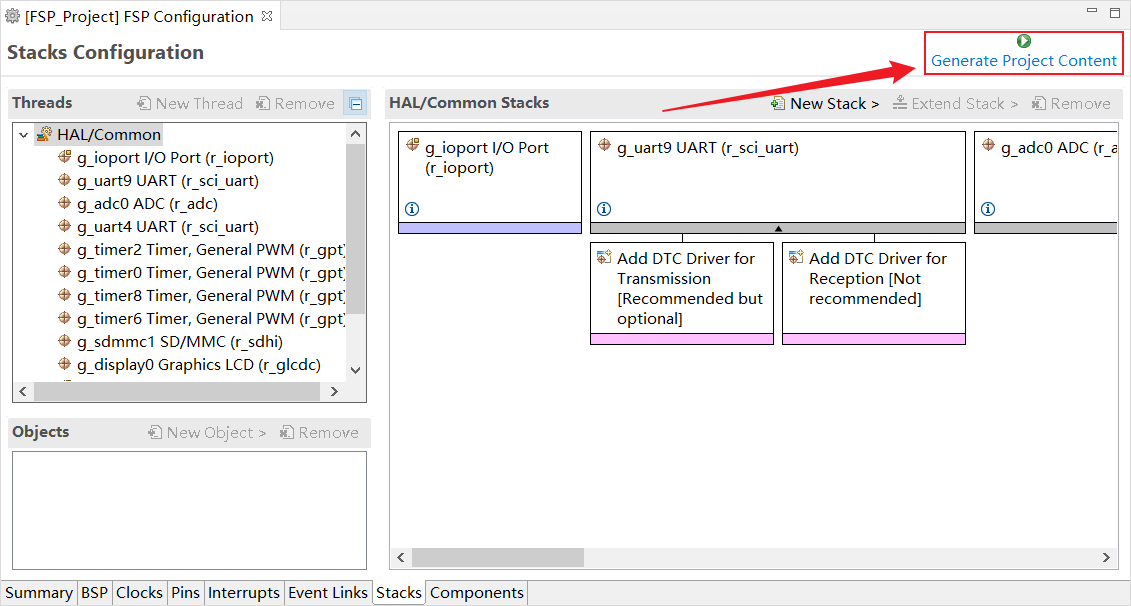 [FSP_Project] FSP Configuration
Stacks Configuration
Generate Project Content
Threads
New Thread
Remove
HAL/Common
g_ioport I/O Port (r_ioport)
g_uart9 UART (r_sci_uart)
g_adc0 ADC (r_adc)
g_uart4 UART (r_sci_uart)
g_timer2 Timer, General PWM (r_gpt)
g_timer0 Timer, General PWM (r_gpt)
g_timer8 Timer, General PWM (r_gpt)
g_timer6 Timer, General PWM (r_gpt)
g_sdmmc1 SD/MMC (r_sdhi)
g_display0 Graphics LCD (r_glcdc)
Objects
New Object >
Remove
HAL/Common Stacks
New Stack >
Extend Stack >
Remove
g_ioport I/O Port
(r_ioport)
g_uart9 UART (r_sci_uart)
g_adc0 ADC (r_a
Add DTC Driver for
Transmission
[Recommended but
optional]
Add DTC Driver for
Reception [Not
recommended]
Summary
BSP
Clocks
Pins
Interrupts
Event Links
Stacks
Components